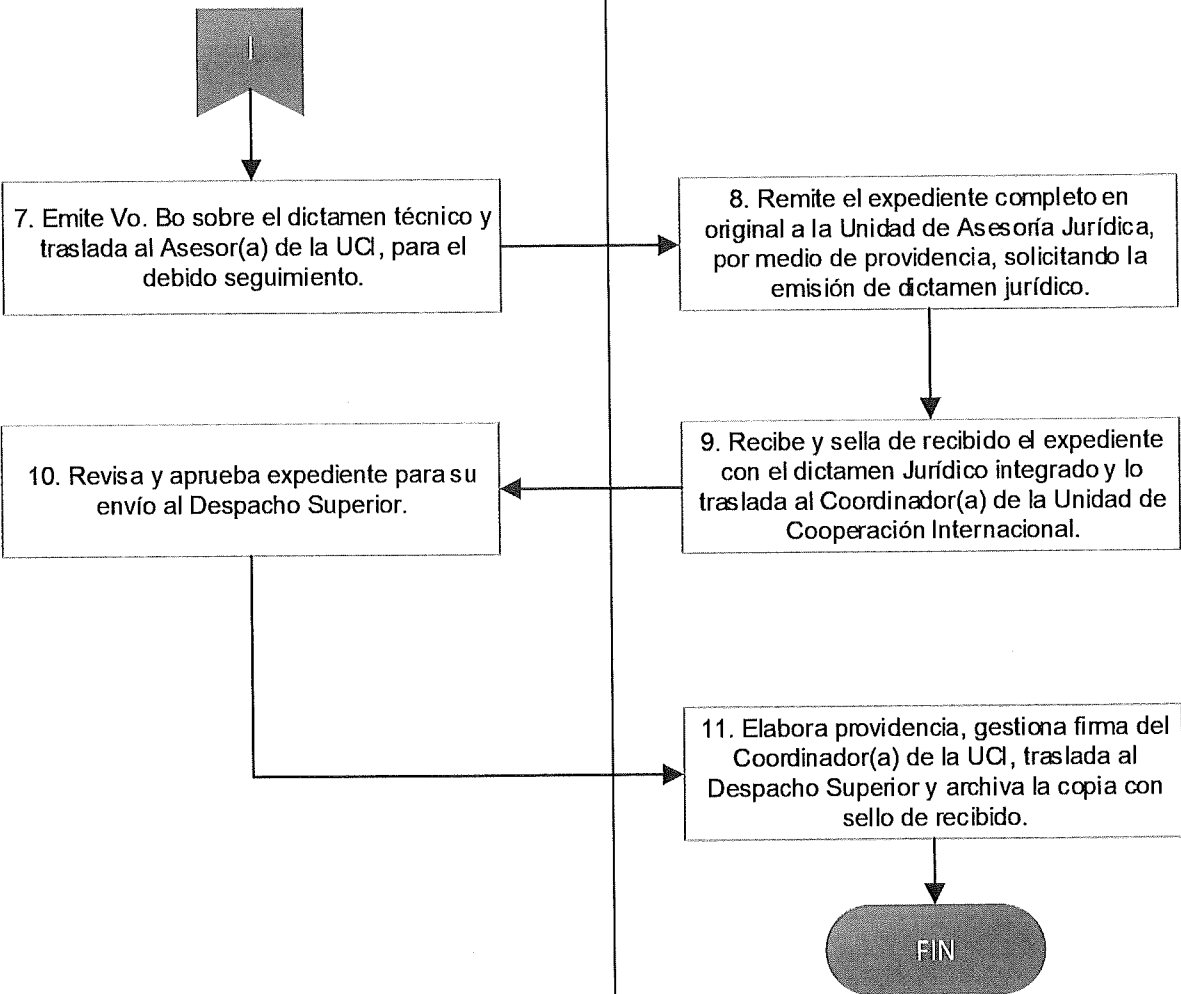 I
7. Emite Vo. Bo sobre el dictamen técnico y
traslada al Asesor(a) de la UCI, para el
debido seguimiento.
8. Remite el expediente completo en
original a la Unidad de Asesoría Jurídica,
por medio de providencia, solicitando la
emisión de dictamen jurídico.
9. Recibe y sella de recibido el expediente
con el dictamen Jurídico integrado y lo
traslada al Coordinador(a) de la Unidad de
Cooperación Internacional.
10. Revisa y aprueba expediente para su
envío al Despacho Superior.
11. Elabora providencia, gestiona firma del
Coordinador(a) de la UCI, traslada al
Despacho Superior y archiva la copia con
sello de recibido.
FIN